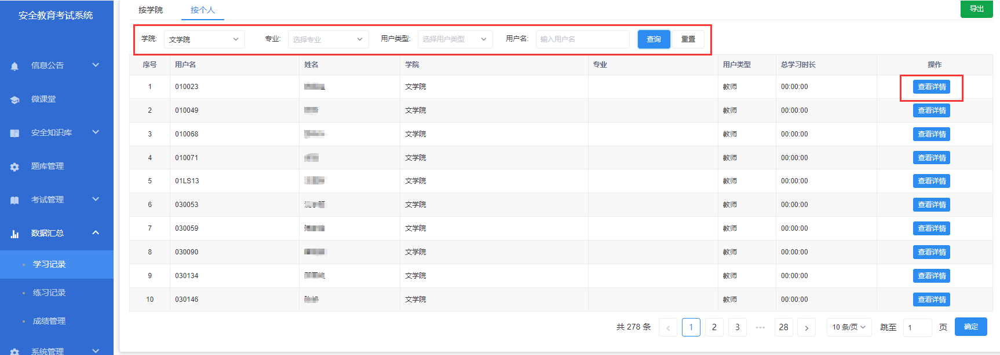 安全教育考试系统
信息公告
微课堂
安全知识库
题库管理
考试管理
数据汇总
学习记录
练习记录
成绩管理
系统管理
按学院 按个人 导出
学院: 文学院 专业: 选择专业 用户类型: 选择用户类型 用户名: 输入用户名 查询 重置
序号 用户名 姓名 学院 专业 用户类型 总学习时长 操作
1 010023 文学院 教师 00:00:00 查看详情
2 010049 文学院 教师 00:00:00 查看详情
3 010068 文学院 教师 00:00:00 查看详情
4 010071 文学院 教师 00:00:00 查看详情
5 01LS13 文学院 教师 00:00:00 查看详情
6 030053 文学院 教师 00:00:00 查看详情
7 030059 文学院 教师 00:00:00 查看详情
8 030090 文学院 教师 00:00:00 查看详情
9 030134 文学院 教师 00:00:00 查看详情
10 030146 文学院 教师 00:00:00 查看详情
共 278 条 < 1 2 3 ··· 28 > 10 条/页 跳至 1 页 确定